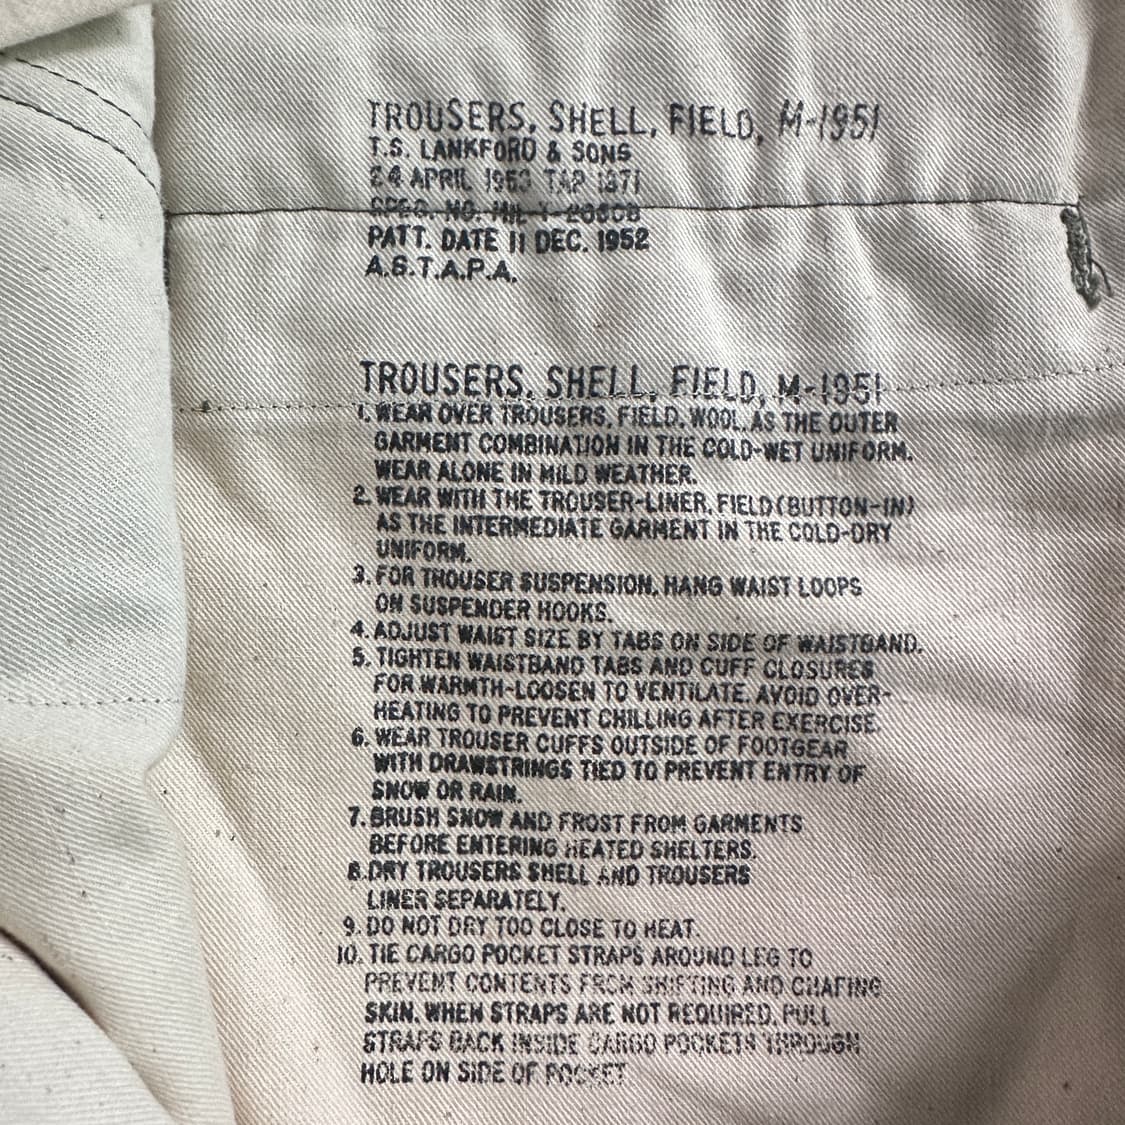 TROUSERS, SHELL, FIELD, M-1951
T.S. LANKFORD & SONS
24 APRIL 1953 TAP 1371
SPEC. NO. MIL-T-
PATT. DATE 11 DEC. 1952
A.S.T.A.P.A.
TROUSERS, SHELL, FIELD, M-1951
1. WEAR OVER TROUSERS, FIELD, WOOL, AS THE OUTER
GARMENT COMBINATION IN THE COLD-WET UNIFORM.
WEAR ALONE IN MILD WEATHER.
2. WEAR WITH THE TROUSER-LINER, FIELD (BUTTON-IN)
AS THE INTERMEDIATE GARMENT IN THE COLD-DRY
UNIFORM.
3. FOR TROUSER SUSPENSION, HANG WAIST LOOPS
ON SUSPENDER HOOKS.
4. ADJUST WAIST SIZE BY TABS ON SIDE OF WAISTBAND.
5. TIGHTEN WAISTBAND TABS AND CUFF CLOSURES
FOR WARMTH-LOOSEN TO VENTILATE. AVOID OVER-
HEATING TO PREVENT CHILLING AFTER EXERCISE.
6. WEAR TROUSER CUFFS OUTSIDE OF FOOTGEAR
WITH DRAWSTRINGS TIED TO PREVENT ENTRY OF
SNOW OR RAIN.
7. BRUSH SNOW AND FROST FROM GARMENTS
BEFORE ENTERING HEATED SHELTERS.
8. DRY TROUSERS SHELL AND TROUSERS
LINER SEPARATELY.
9. DO NOT DRY TOO CLOSE TO HEAT.
10. TIE CARGO POCKET STRAPS AROUND LEG TO
PREVENT CONTENTS FROM SHIFTING AND CHAFING
SKIN. WHEN STRAPS ARE NOT REQUIRED, PULL
STRAPS BACK INSIDE CARGO POCKETS THROUGH
HOLE ON SIDE OF POCKET